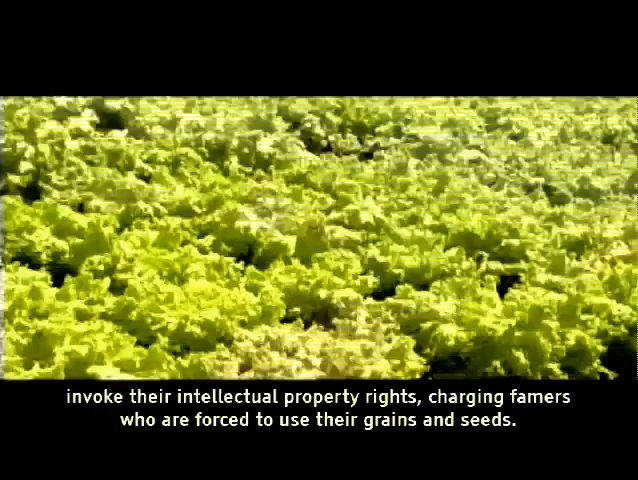 invoke their intellectual property rights, charging famers
who are forced to use their grains and seeds.